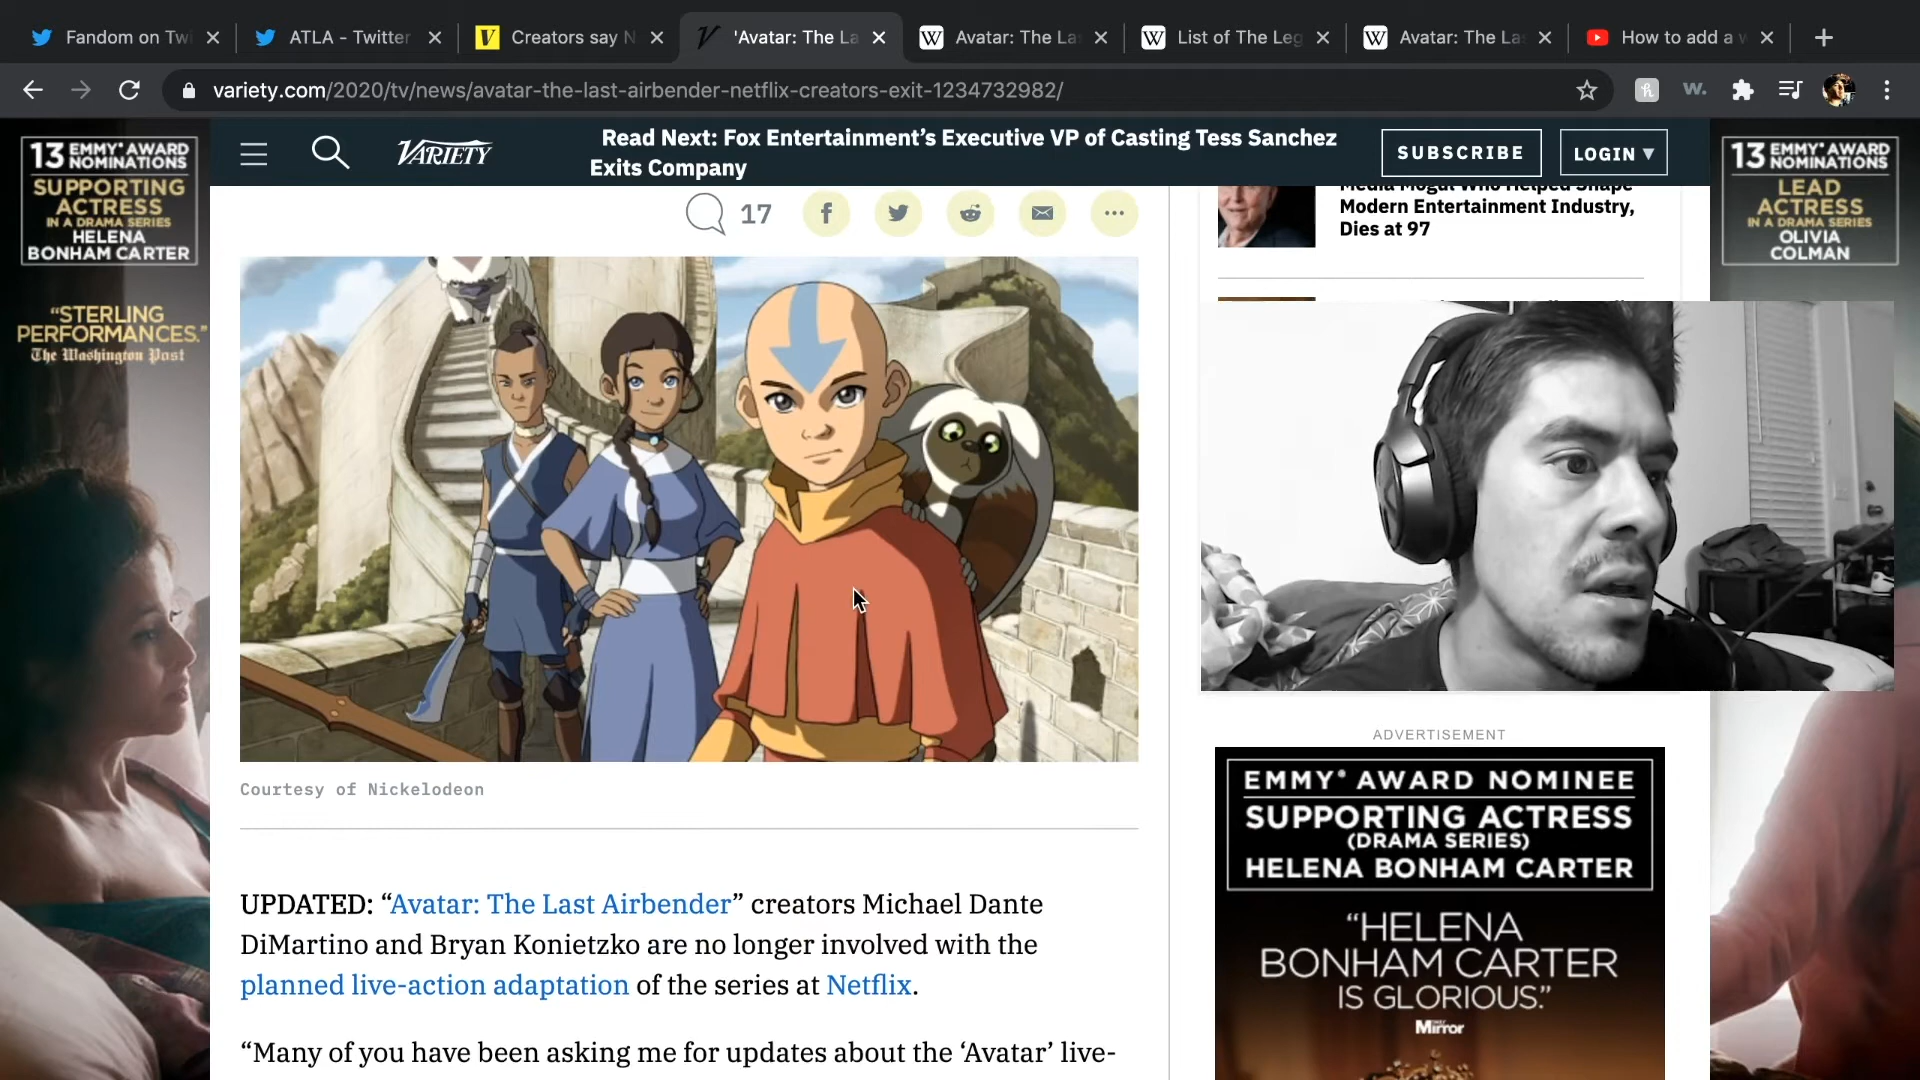 Fandom on Twi
ATLA - Twitter
Creators say N
'Avatar: The La
Avatar: The La
List of The Leg
Avatar: The La
How to add a
variety.com/2020/tv/news/avatar-the-last-airbender-netflix-creators-exit-1234732982/
13 EMMY® AWARD
NOMINATIONS
SUPPORTING
ACTRESS
IN A DRAMA SERIES
HELENA
BONHAM CARTER
“STERLING
PERFORMANCES.”
The Washington Post
VARIETY
Read Next: Fox Entertainment’s Executive VP of Casting Tess Sanchez
Exits Company
SUBSCRIBE
LOGIN ▼
13 EMMY® AWARD
NOMINATIONS
LEAD
ACTRESS
IN A DRAMA SERIES
OLIVIA
COLMAN
17
Media Mogul Who Helped Shape
Modern Entertainment Industry,
Dies at 97
Courtesy of Nickelodeon
UPDATED: “Avatar: The Last Airbender” creators Michael Dante
DiMartino and Bryan Konietzko are no longer involved with the
planned live-action adaptation of the series at Netflix.
“Many of you have been asking me for updates about the ‘Avatar’ live-
ADVERTISEMENT
EMMY® AWARD NOMINEE
SUPPORTING ACTRESS
(DRAMA SERIES)
HELENA BONHAM CARTER
“HELENA
BONHAM CARTER
IS GLORIOUS.”
Daily Mirror